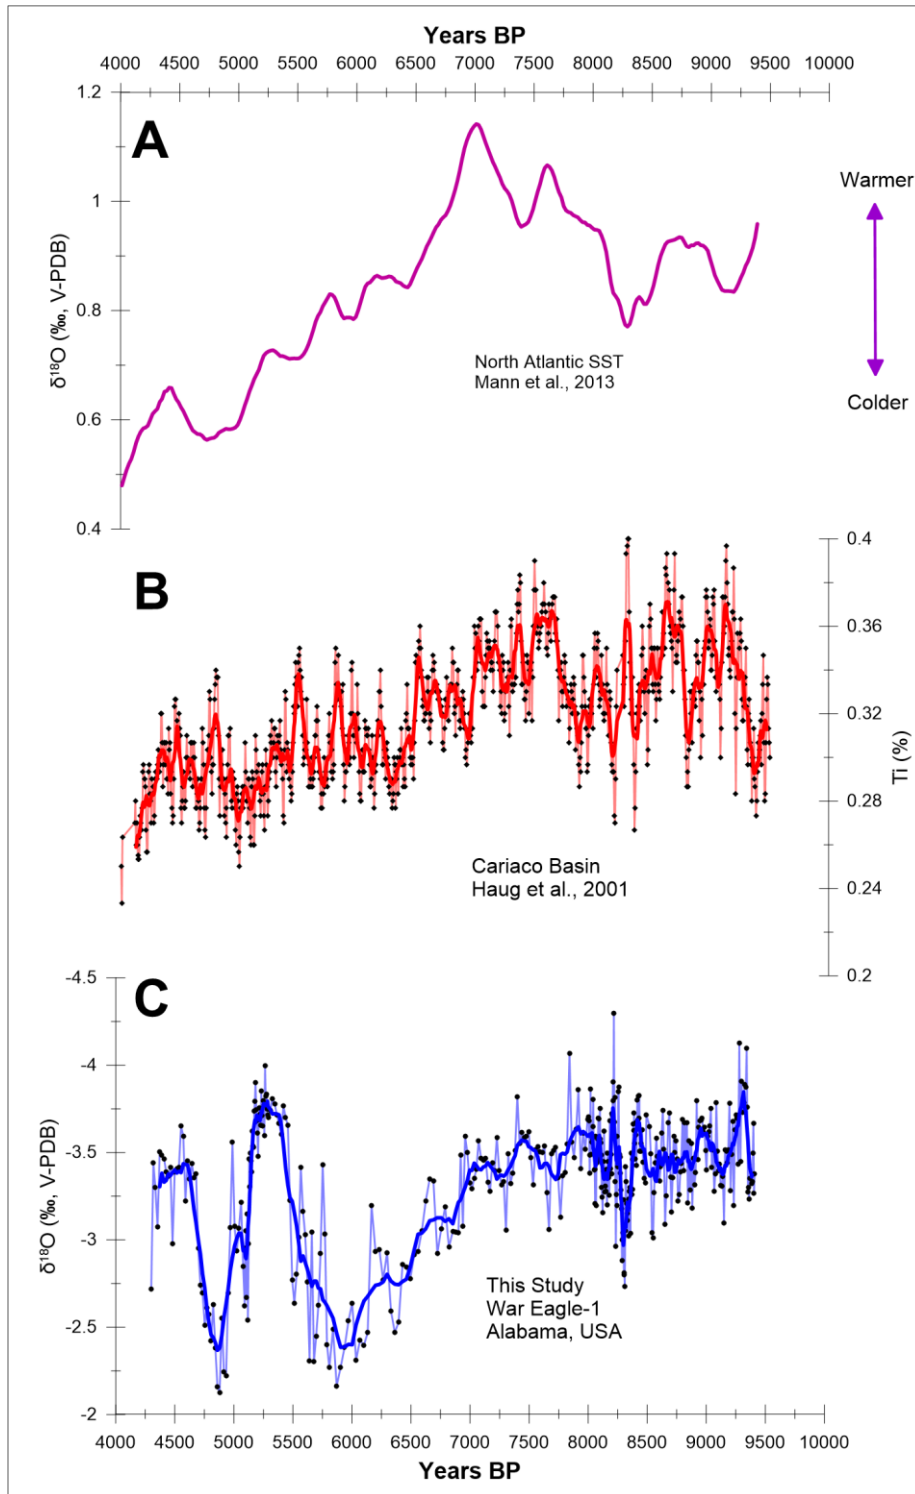 Years BP
4000 4500 5000 5500 6000 6500 7000 7500 8000 8500 9000 9500 10000
1.2
A
1
0.8
0.6
0.4
δ¹⁸O (‰, V-PDB)
Warmer
Colder
North Atlantic SST
Mann et al., 2013
B
0.4
0.36
0.32
0.28
0.24
0.2
Ti (%)
Cariaco Basin
Haug et al., 2001
C
-4.5
-4
-3.5
-3
-2.5
-2
δ¹⁸O (‰, V-PDB)
This Study
War Eagle-1
Alabama, USA
4000 4500 5000 5500 6000 6500 7000 7500 8000 8500 9000 9500 10000
Years BP